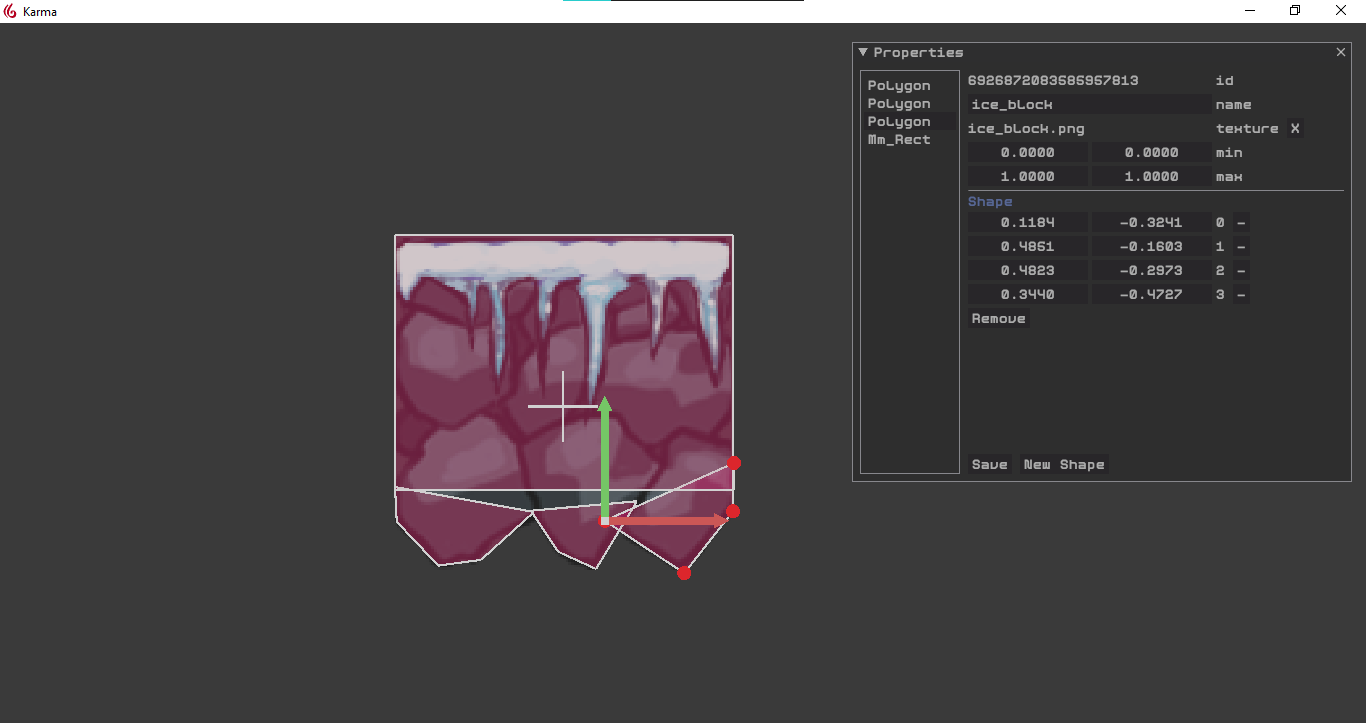 Karma
Properties
Polygon
Polygon
Polygon
Mm_Rect
6926872083585957813 id
ice_block name
ice_block.png texture X
0.0000 0.0000 min
1.0000 1.0000 max
Shape
0.1184 -0.3241 0 -
0.4851 -0.1603 1 -
0.4823 -0.2973 2 -
0.3440 -0.4727 3 -
Remove
Save New Shape